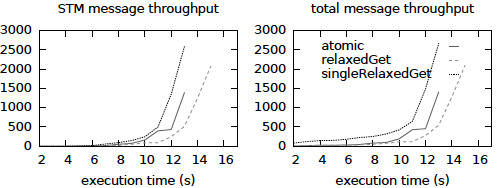 STM message throughput
3000
2500
2000
1500
1000
500
0
2 4 6 8 10 12 14 16
execution time (s)
total message throughput
3000
2500
2000
1500
1000
500
0
atomic
relaxedGet
singleRelaxedGet
2 4 6 8 10 12 14 16
execution time (s)